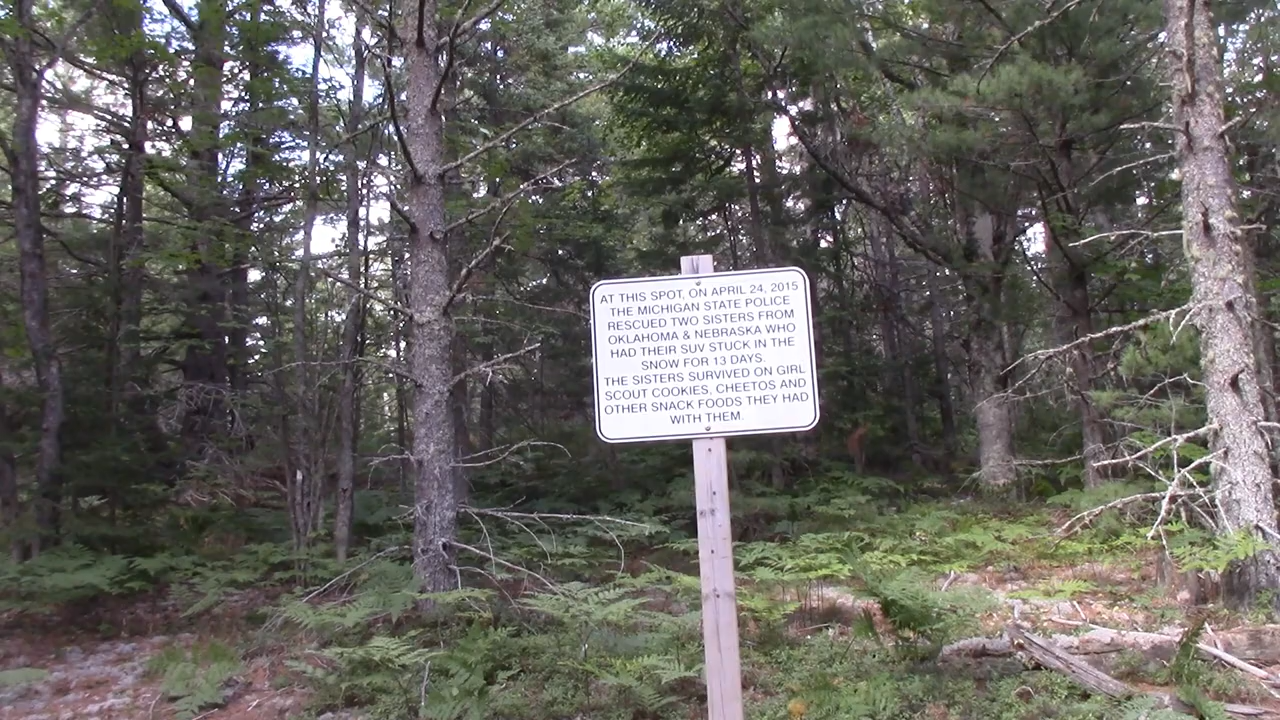 AT THIS SPOT, ON APRIL 24, 2015
THE MICHIGAN STATE POLICE
RESCUED TWO SISTERS FROM
OKLAHOMA & NEBRASKA WHO
HAD THEIR SUV STUCK IN THE
SNOW FOR 13 DAYS.
THE SISTERS SURVIVED ON GIRL
SCOUT COOKIES, CHEETOS AND
OTHER SNACK FOODS THEY HAD
WITH THEM.